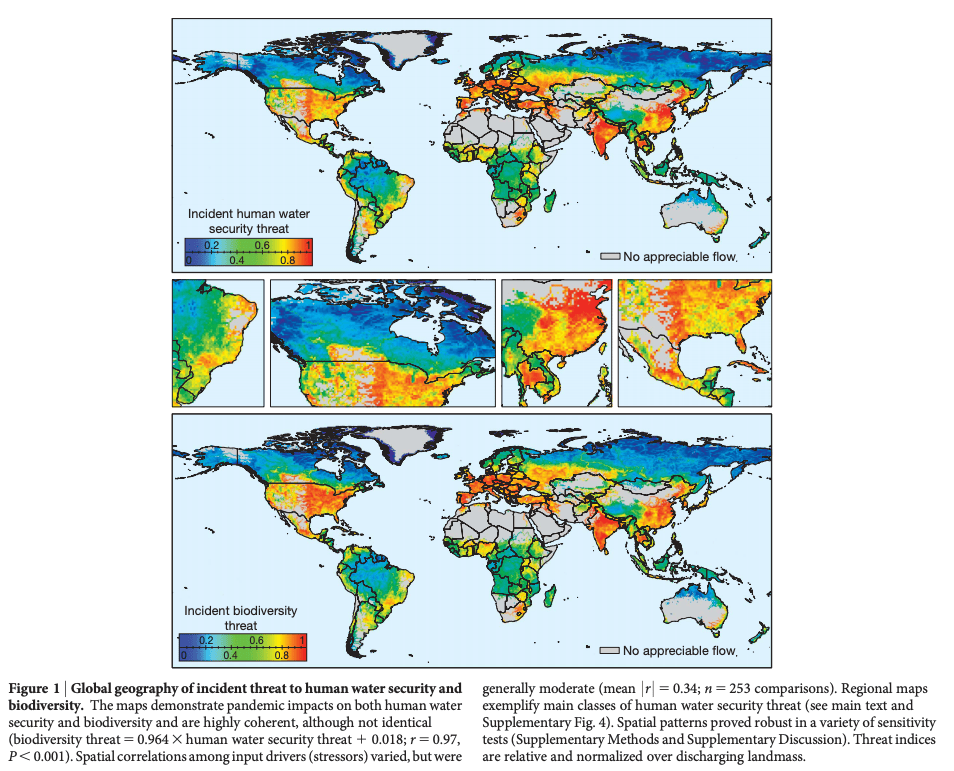 Incident human water
security threat
0.2 0.6 1
0 0.4 0.8
No appreciable flow
Incident biodiversity
threat
0.2 0.6 1
0 0.4 0.8
No appreciable flow
Figure 1 | Global geography of incident threat to human water security and
biodiversity. The maps demonstrate pandemic impacts on both human water
security and biodiversity and are highly coherent, although not identical
(biodiversity threat = 0.964 × human water security threat + 0.018; r = 0.97,
P < 0.001). Spatial correlations among input drivers (stressors) varied, but were
generally moderate (mean |r| = 0.34; n = 253 comparisons). Regional maps
exemplify main classes of human water security threat (see main text and
Supplementary Fig. 4). Spatial patterns proved robust in a variety of sensitivity
tests (Supplementary Methods and Supplementary Discussion). Threat indices
are relative and normalized over discharging landmass.